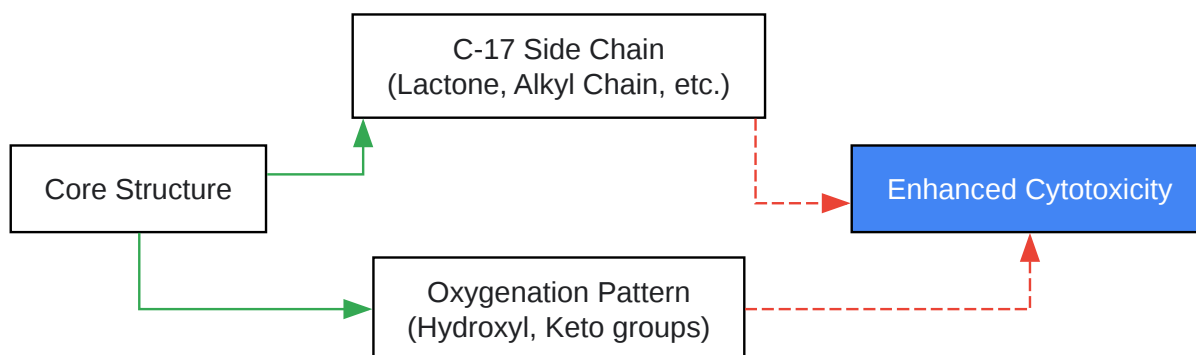 C-17 Side Chain
(Lactone, Alkyl Chain, etc.)
Core Structure
Enhanced Cytotoxicity
Oxygenation Pattern
(Hydroxyl, Keto groups)